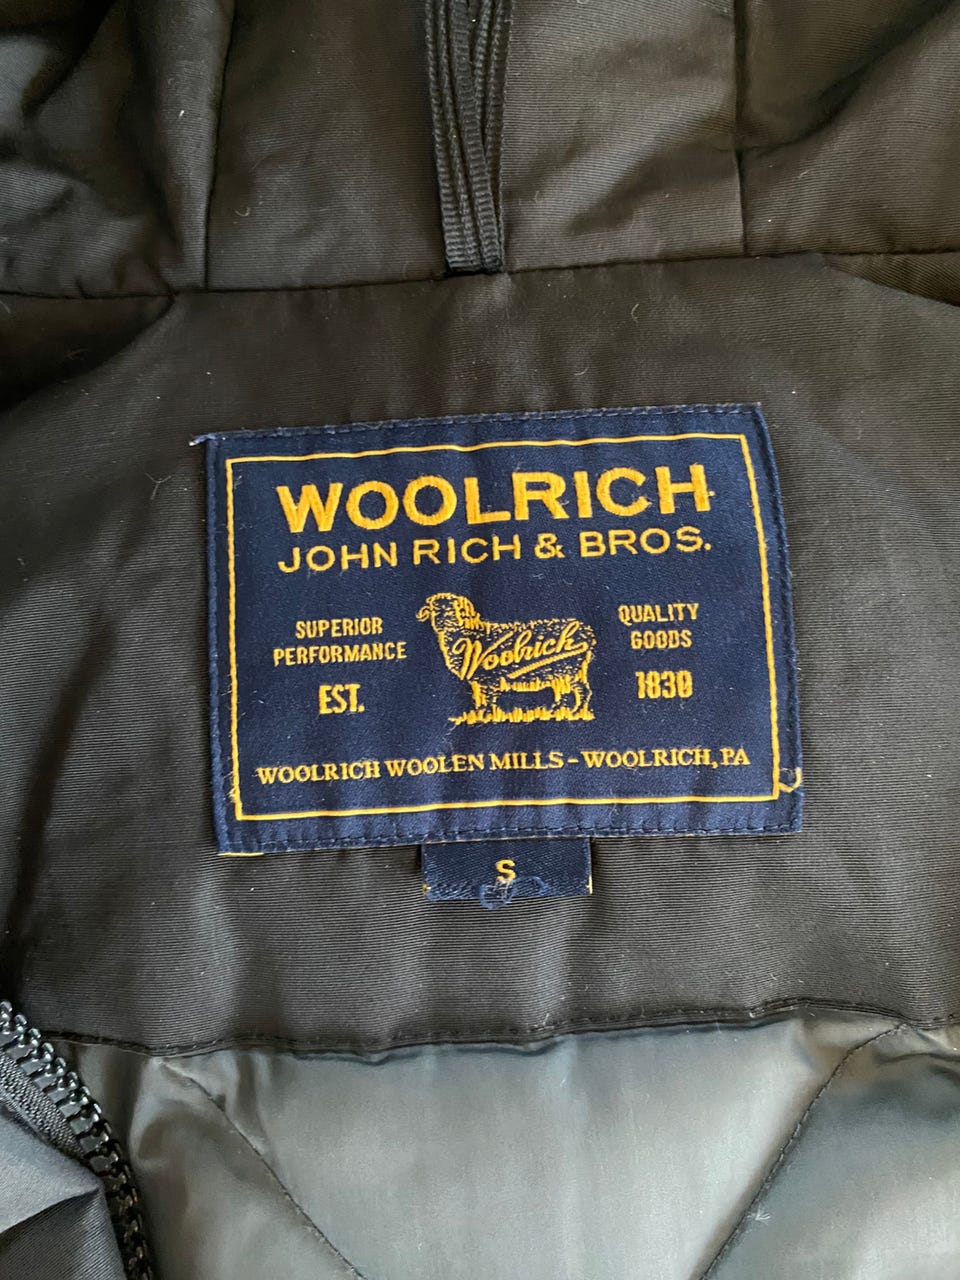 WOOLRICH
JOHN RICH & BROS.
SUPERIOR
PERFORMANCE
EST.
Woolrich
QUALITY
GOODS
1830
WOOLRICH WOOLEN MILLS - WOOLRICH, PA
S